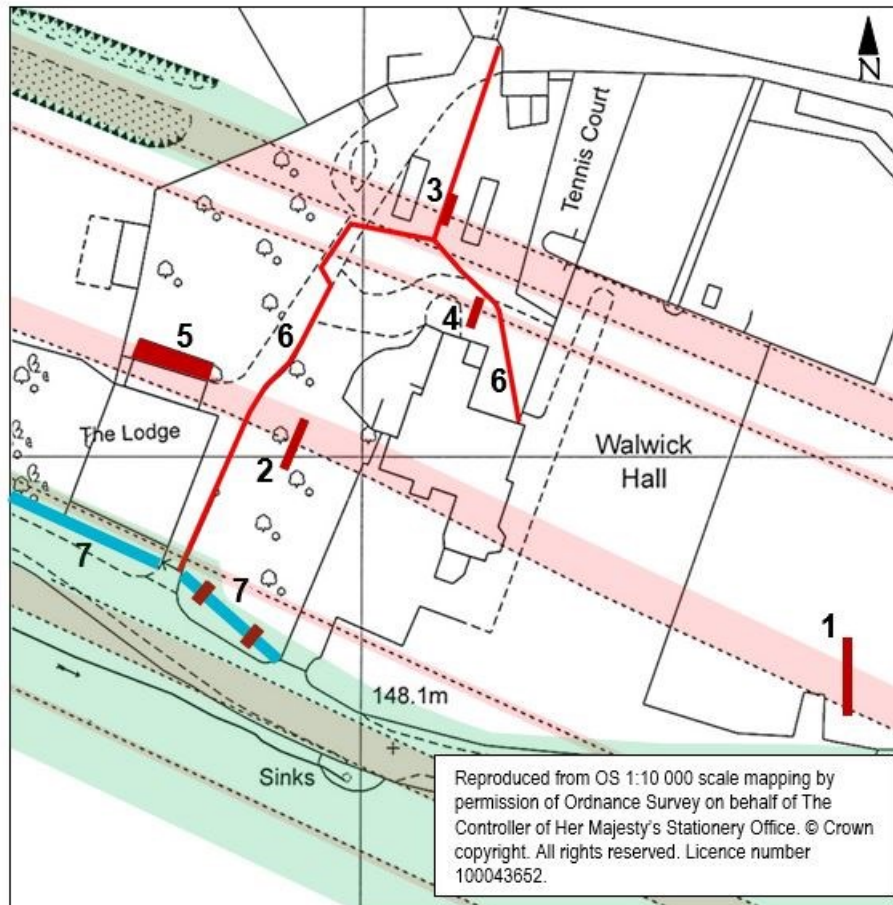 N
Tennis Court
3
4
5
6
6
The Lodge
2
Walwick
Hall
7
7
1
148.1m
Sinks
Reproduced from OS 1:10 000 scale mapping by
permission of Ordnance Survey on behalf of The
Controller of Her Majesty's Stationery Office. © Crown
copyright. All rights reserved. Licence number
100043652.